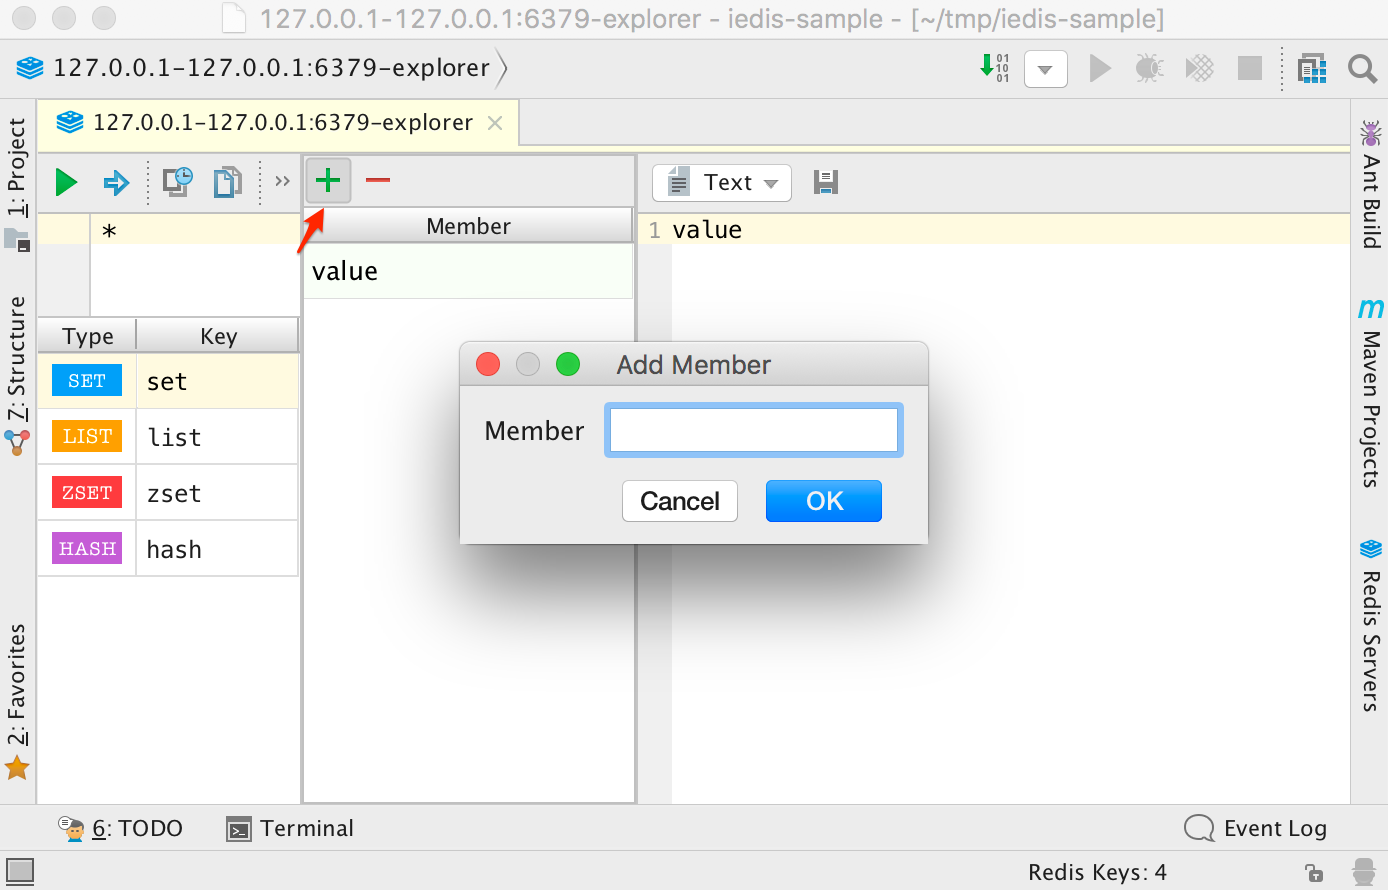 127.0.0.1-127.0.0.1:6379-explorer - iedis-sample - [~/tmp/iedis-sample]
127.0.0.1-127.0.0.1:6379-explorer
01
10
01
127.0.0.1-127.0.0.1:6379-explorer
1: Project
Z: Structure
2: Favorites
*
Type Key
SET set
LIST list
ZSET zset
HASH hash
Member
value
Text
1 value
Add Member
Member
Cancel OK
Ant Build
m
Maven Projects
Redis Servers
6: TODO Terminal Event Log
Redis Keys: 4